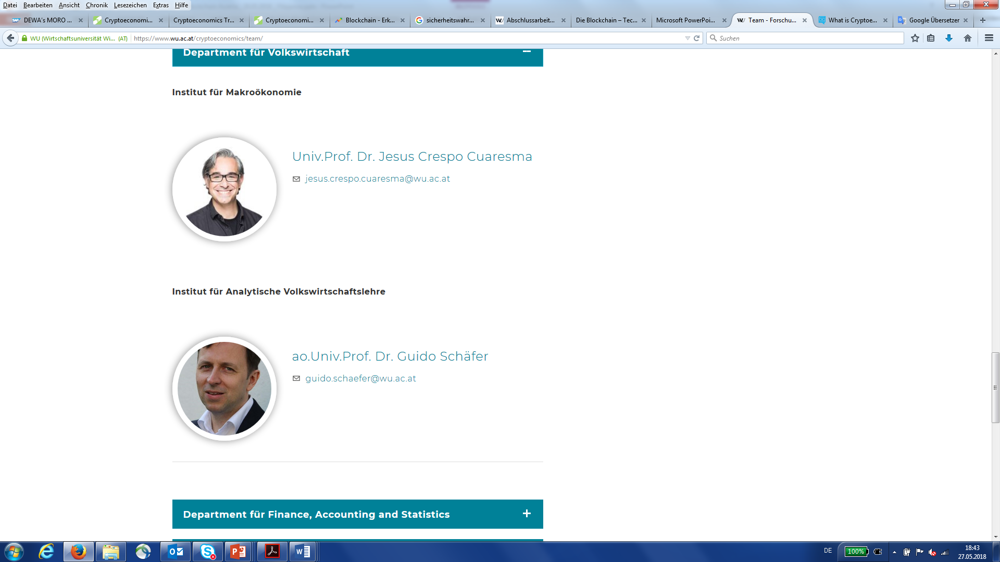 Datei Bearbeiten Ansicht Chronik Lesezeichen Extras Hilfe
DEWA's MORO ... Cryptoeconomi... Cryptoeconomics Tr... Cryptoeconomi... Blockchain - Erk... sicherheitswahr... Abschlussarbeit... Die Blockchain – Tec... Microsoft PowerPoi... Team - Forschu... What is Cryptoe... Google Übersetzer
WU (Wirtschaftsuniversität Wi... (AT) https://www.wu.ac.at/cryptoeconomics/team/ Suchen
Department für Volkswirtschaft
Institut für Makroökonomie
Univ.Prof. Dr. Jesus Crespo Cuaresma
jesus.crespo.cuaresma@wu.ac.at
Institut für Analytische Volkswirtschaftslehre
ao.Univ.Prof. Dr. Guido Schäfer
guido.schaefer@wu.ac.at
Department für Finance, Accounting and Statistics
DE 100% 18:43
27.05.2018